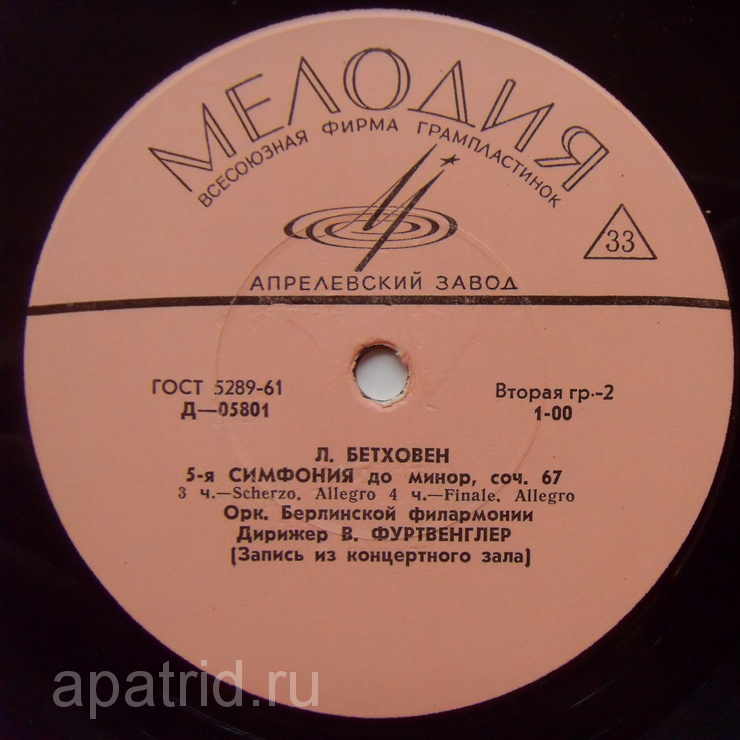 МЕЛОДИЯ
ВСЕСОЮЗНАЯ ФИРМА ГРАМПЛАСТИНОК
33
АПРЕЛЕВСКИЙ ЗАВОД
ГОСТ 5289-61
Вторая гр.-2
Д—05801
1-00
Л. БЕТХОВЕН
5-я СИМФОНИЯ до минор, соч. 67
3 ч.—Scherzo. Allegro 4 ч.—Finale. Allegro
Орк. Берлинской филармонии
Дирижер В. ФУРТВЕНГЛЕР
(Запись из концертного зала)
apatrid.ru